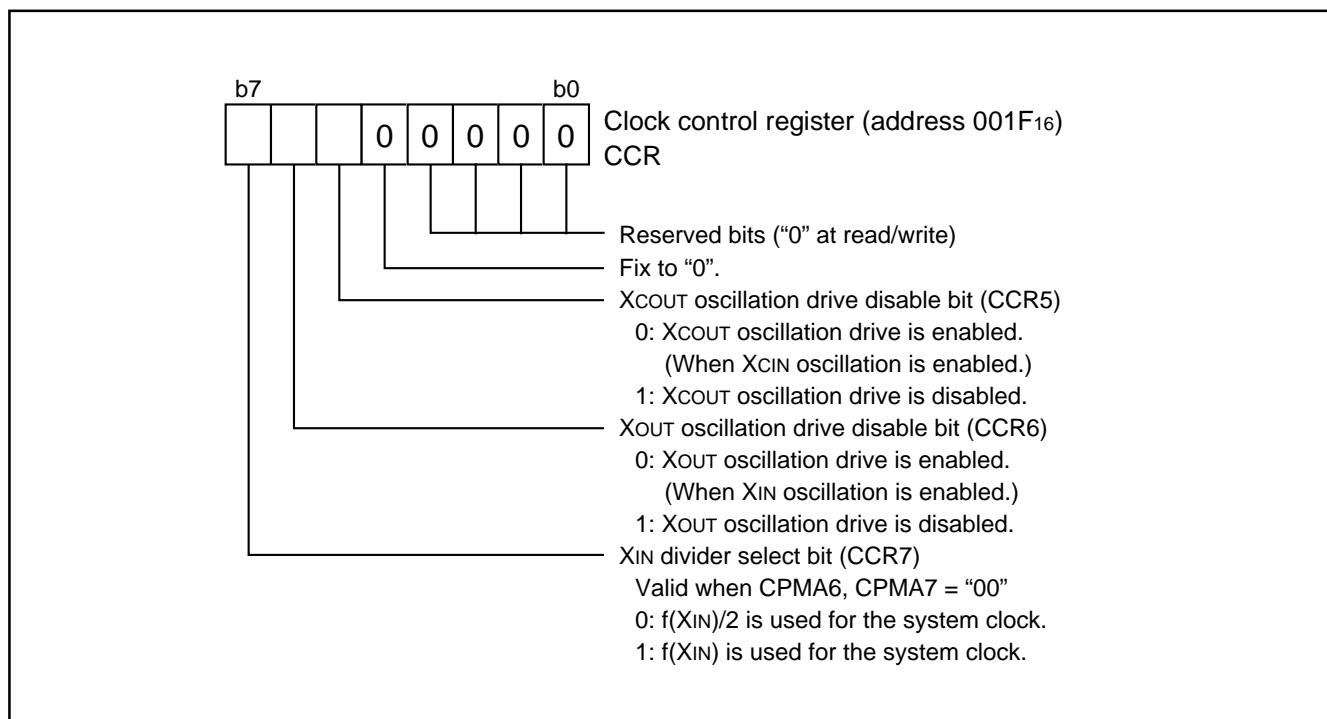 b7 b0
0 0 0 0 0
Clock control register (address 001F16)
CCR
Reserved bits (“0” at read/write)
Fix to “0”.
XCOUT oscillation drive disable bit (CCR5)
0: XCOUT oscillation drive is enabled.
(When XCIN oscillation is enabled.)
1: XCOUT oscillation drive is disabled.
XOUT oscillation drive disable bit (CCR6)
0: XOUT oscillation drive is enabled.
(When XIN oscillation is enabled.)
1: XOUT oscillation drive is disabled.
XIN divider select bit (CCR7)
Valid when CPMA6, CPMA7 = “00”
0: f(XIN)/2 is used for the system clock.
1: f(XIN) is used for the system clock.